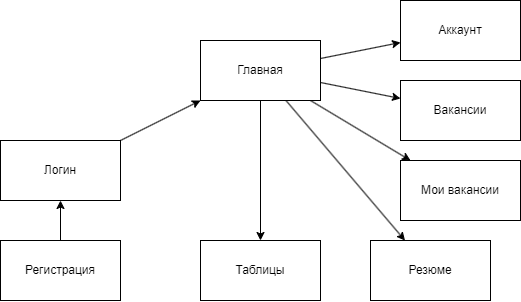 Аккаунт
Главная
Вакансии
Логин
Мои вакансии
Регистрация
Таблицы
Резюме